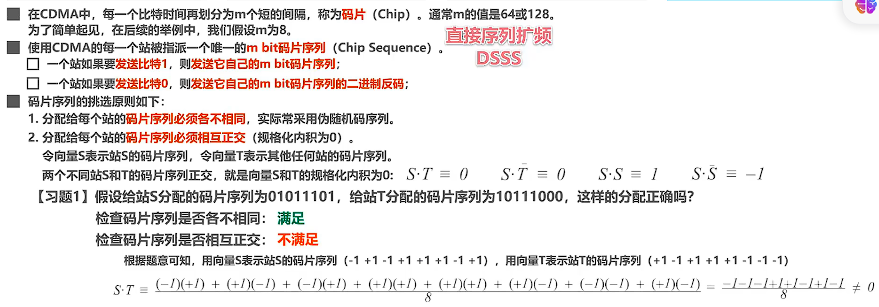 在CDMA中，每一个比特时间再划分为m个短的间隔，称为码片（Chip）。通常m的值是64或128。
为了简单起见，在后续的举例中，我们假设m为8。
直接序列扩频
DSSS
使用CDMA的每一个站被指派一个唯一的m bit码片序列（Chip Sequence）。
一个站如果要发送比特1，则发送它自己的m bit码片序列；
一个站如果要发送比特0，则发送它自己的m bit码片序列的二进制反码；
码片序列的挑选原则如下：
1. 分配给每个站的码片序列必须各不相同，实际常采用伪随机码序列。
2. 分配给每个站的码片序列必须相互正交（规格化内积为0）。
令向量S表示站S的码片序列，令向量T表示其他任何站的码片序列。
两个不同站S和T的码片序列正交，就是向量S和T的规格化内积为0: S·T ≡ 0 S·T̄ ≡ 0 S·S ≡ 1 S·S̄ ≡ −1
【习题1】假设给站S分配的码片序列为01011101，给站T分配的码片序列为10111000，这样的分配正确吗？
检查码片序列是否各不相同： 满足
检查码片序列是否相互正交： 不满足
根据题意可知，用向量S表示站S的码片序列（-1 +1 -1 +1 +1 +1 -1 +1），用向量T表示站T的码片序列（+1 -1 +1 +1 +1 -1 -1 -1）
S·T ≡ (−1)(+1) + (+1)(−1) + (−1)(+1) + (+1)(+1) + (+1)(+1) + (+1)(−1) + (−1)(−1) + (+1)(−1) / 8 = −1−1−1+1+1−1+1−1 / 8 ≠ 0